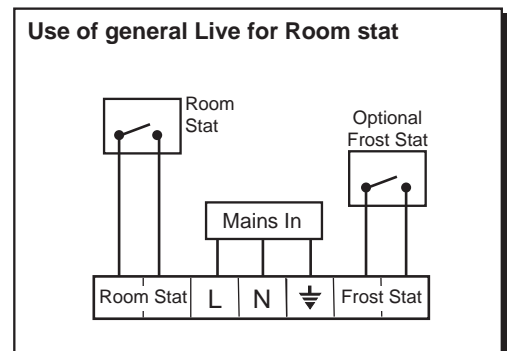 Use of general Live for Room stat
Room
Stat
Optional
Frost Stat
Mains In
Room Stat L N Frost Stat